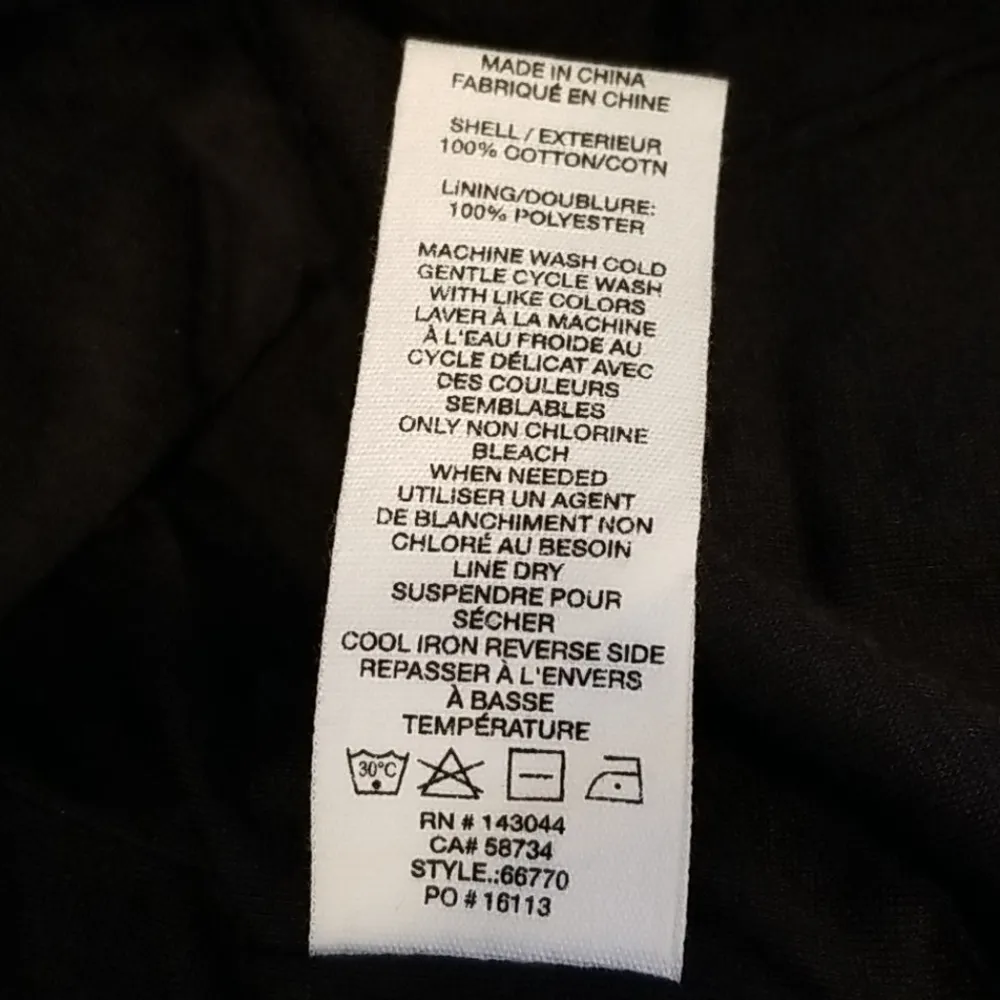 MADE IN CHINA
FABRIQUÉ EN CHINE
SHELL / EXTERIEUR
100% COTTON/COTN
LINING/DOUBLURE:
100% POLYESTER
MACHINE WASH COLD
GENTLE CYCLE WASH
WITH LIKE COLORS
LAVER À LA MACHINE
À L'EAU FROIDE AU
CYCLE DÉLICAT AVEC
DES COULEURS
SEMBLABLES
ONLY NON CHLORINE
BLEACH
WHEN NEEDED
UTILISER UN AGENT
DE BLANCHIMENT NON
CHLORÉ AU BESOIN
LINE DRY
SUSPENDRE POUR
SÉCHER
COOL IRON REVERSE SIDE
REPASSER À L'ENVERS
À BASSE
TEMPÉRATURE
30°C
RN # 143044
CA# 58734
STYLE.:66770
PO # 16113